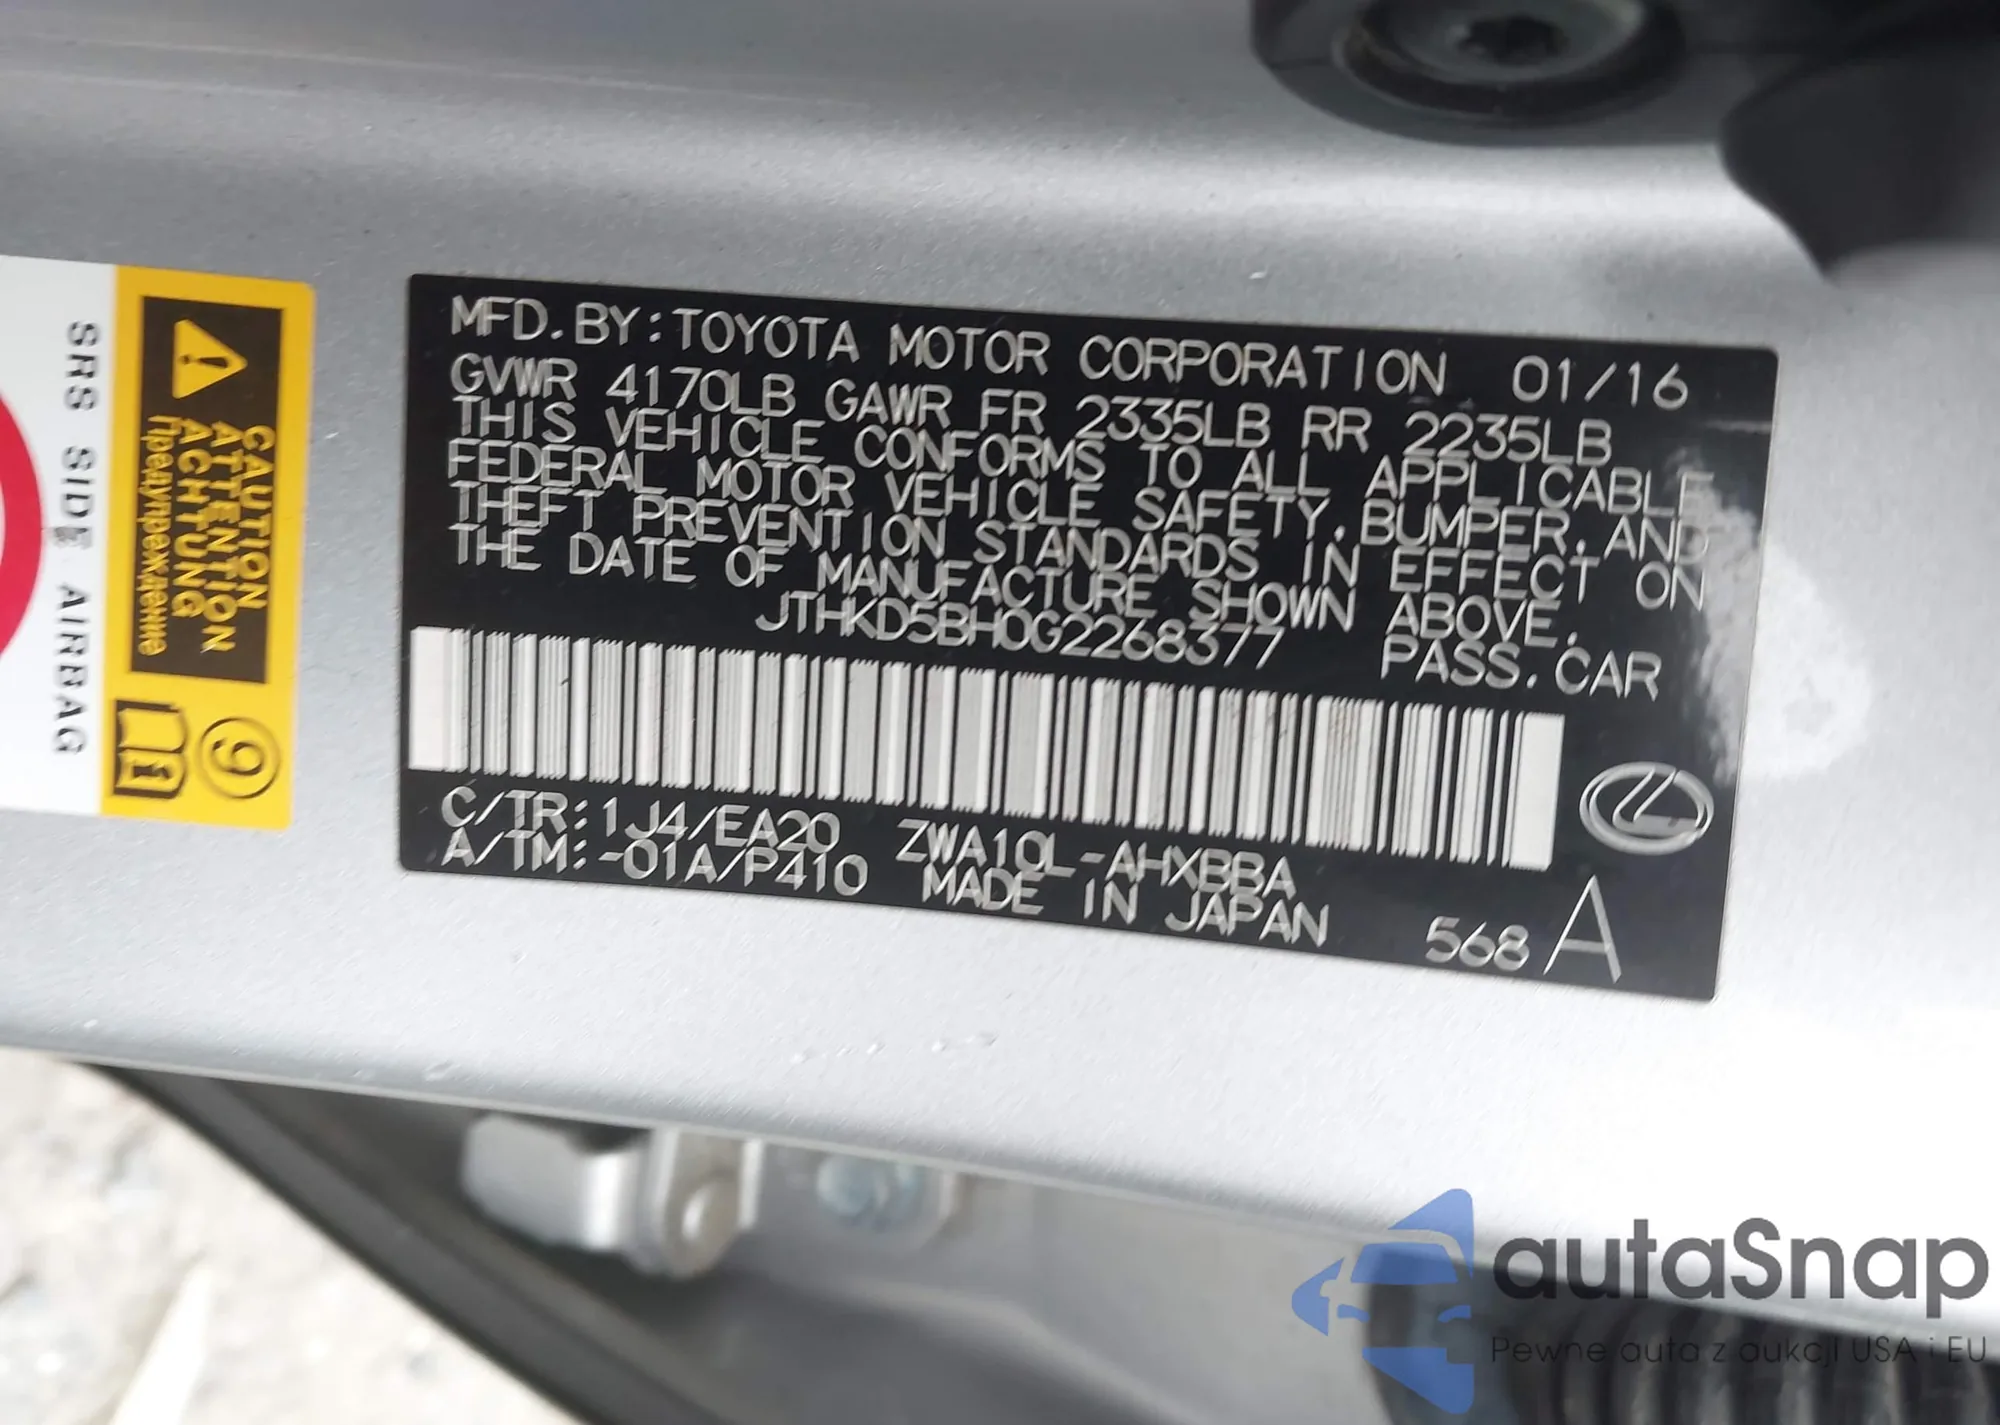 MFD.BY:TOYOTA MOTOR CORPORATION 01/16
GVWR 4170LB GAWR FR 2335LB RR 2235LB
THIS VEHICLE CONFORMS TO ALL APPLICABLE
FEDERAL MOTOR VEHICLE SAFETY,BUMPER,AND
THEFT PREVENTION STANDARDS IN EFFECT ON
THE DATE OF MANUFACTURE SHOWN ABOVE.
JTHKD5BH0G2268377 PASS.CAR
C/TR:1J4/EA20 ZWA10L-AHXBBA
A/TM:-01A/P410 MADE IN JAPAN
568 A
CAUTION
ATTENTION
ACHTUNG
Предупреждение
9
SRS SIDE AIRBAG
autaSnap
Pewne auta z aukcji USA i EU